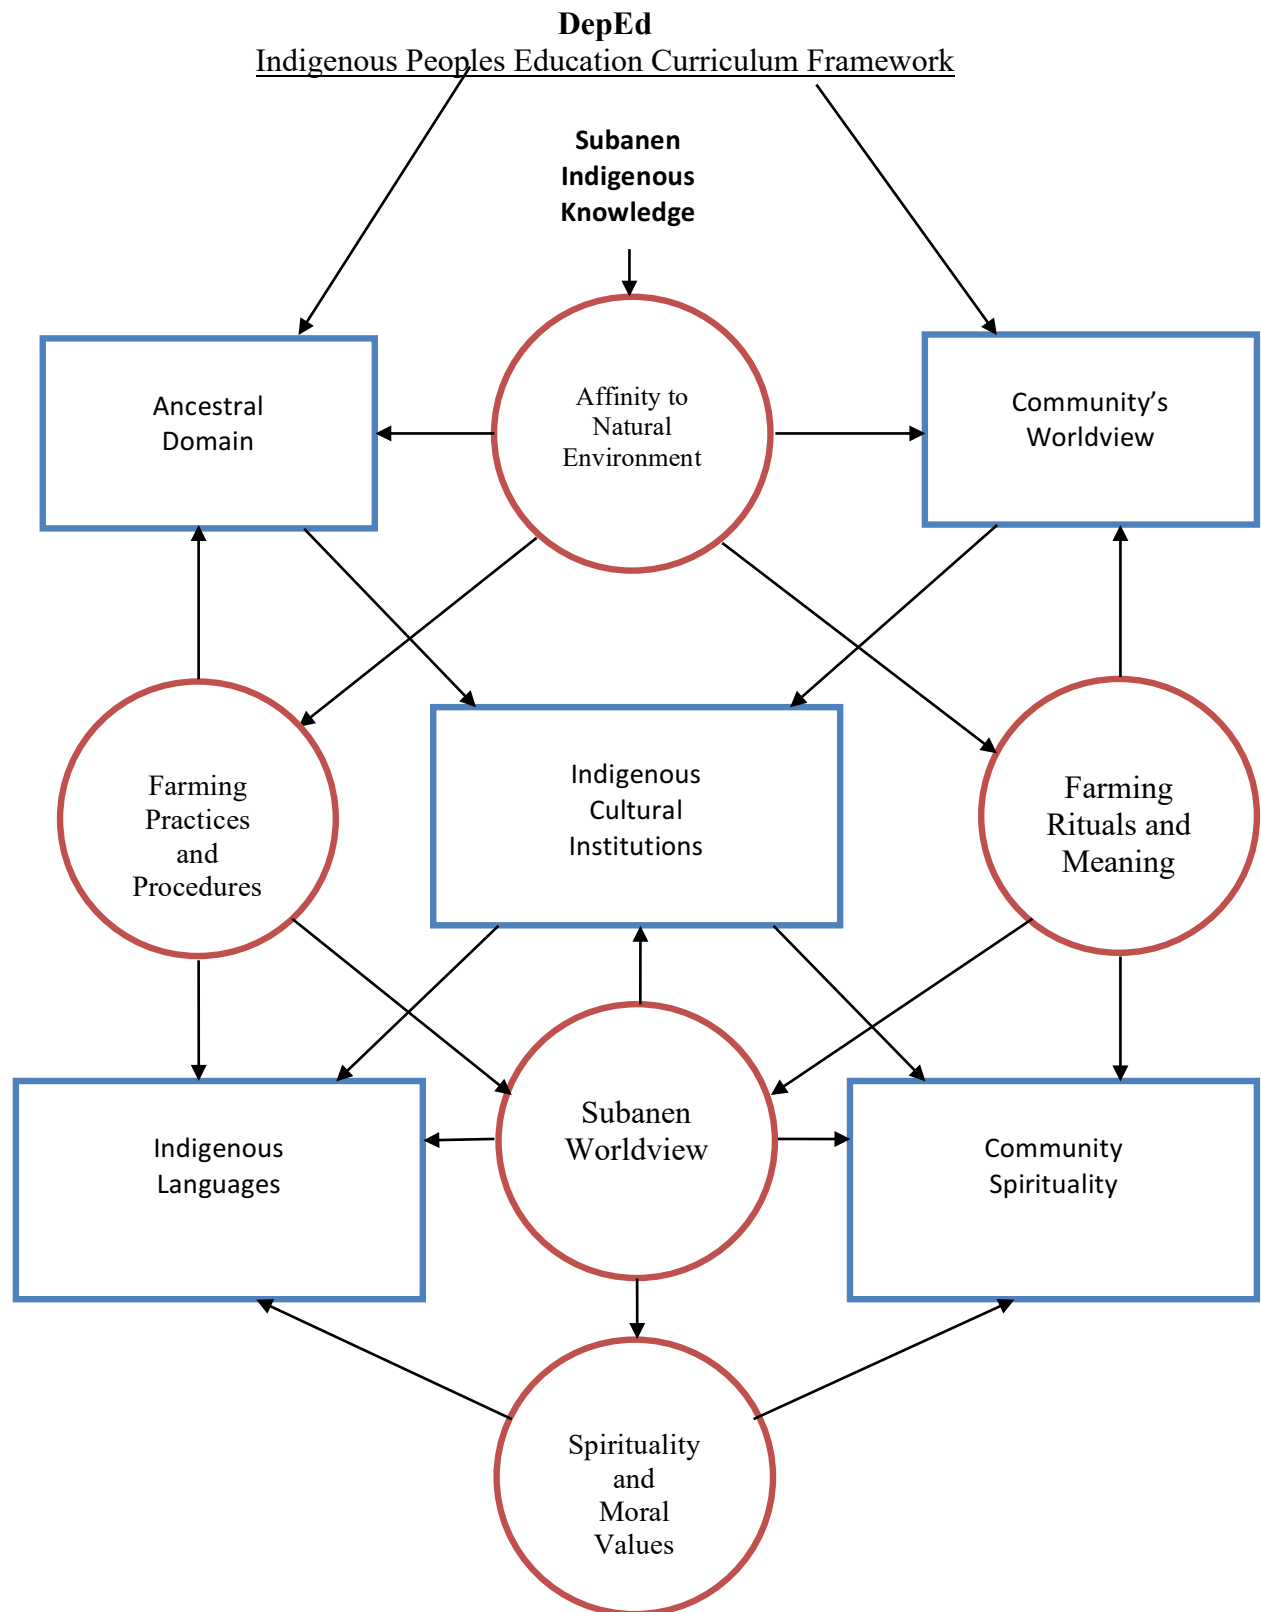 DepEd
Indigenous Peoples Education Curriculum Framework
Subanen
Indigenous
Knowledge
Ancestral
Domain
Affinity to
Natural
Environment
Community’s
Worldview
Farming
Practices
and
Procedures
Indigenous
Cultural
Institutions
Farming
Rituals and
Meaning
Indigenous
Languages
Subanen
Worldview
Community
Spirituality
Spirituality
and
Moral
Values